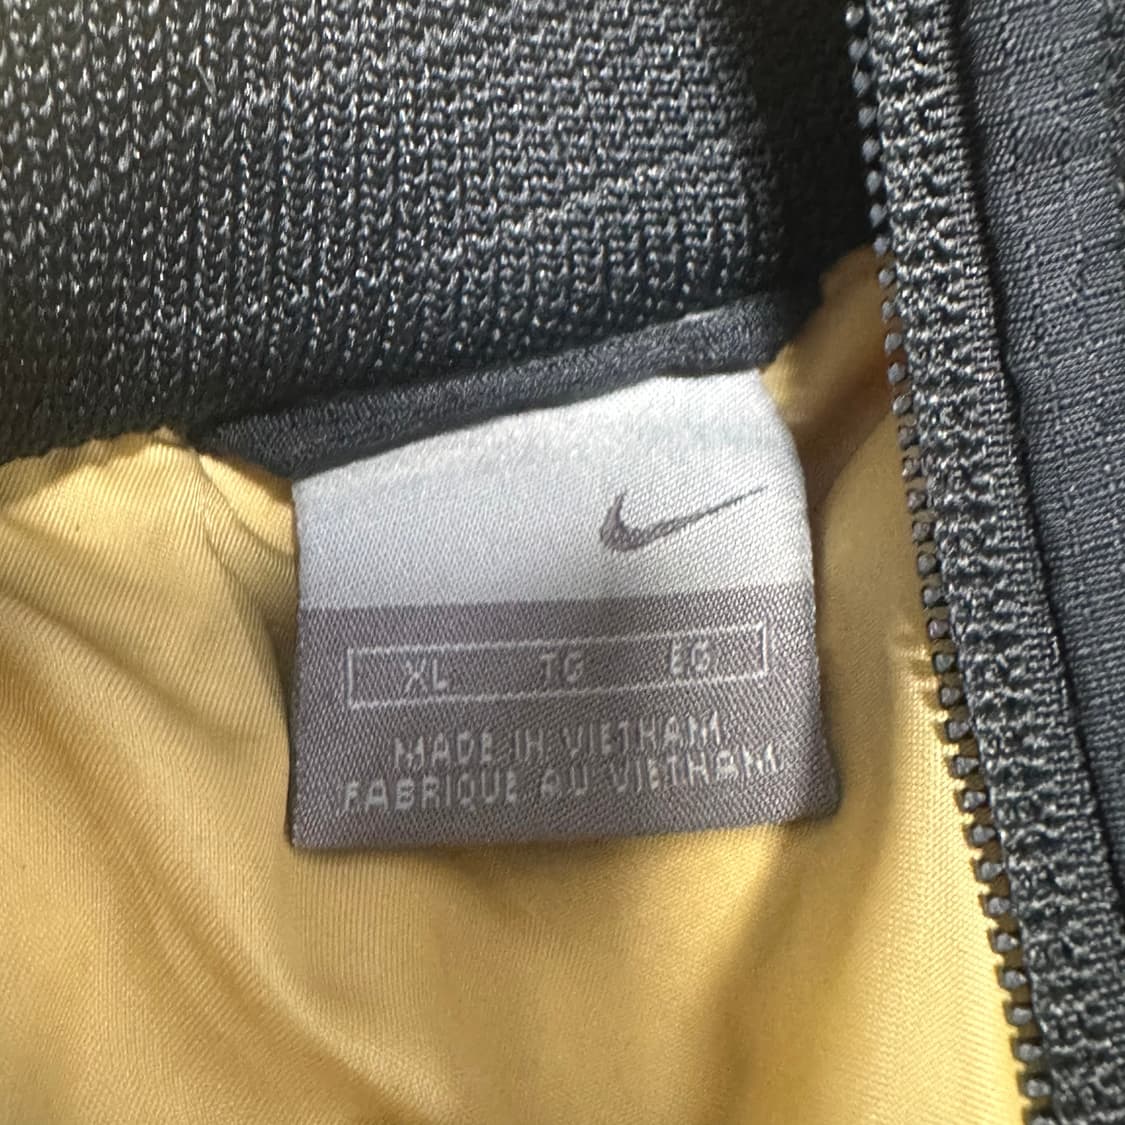 XL TG EG
MADE IN VIETNAM
FABRIQUE AU VIETNAM